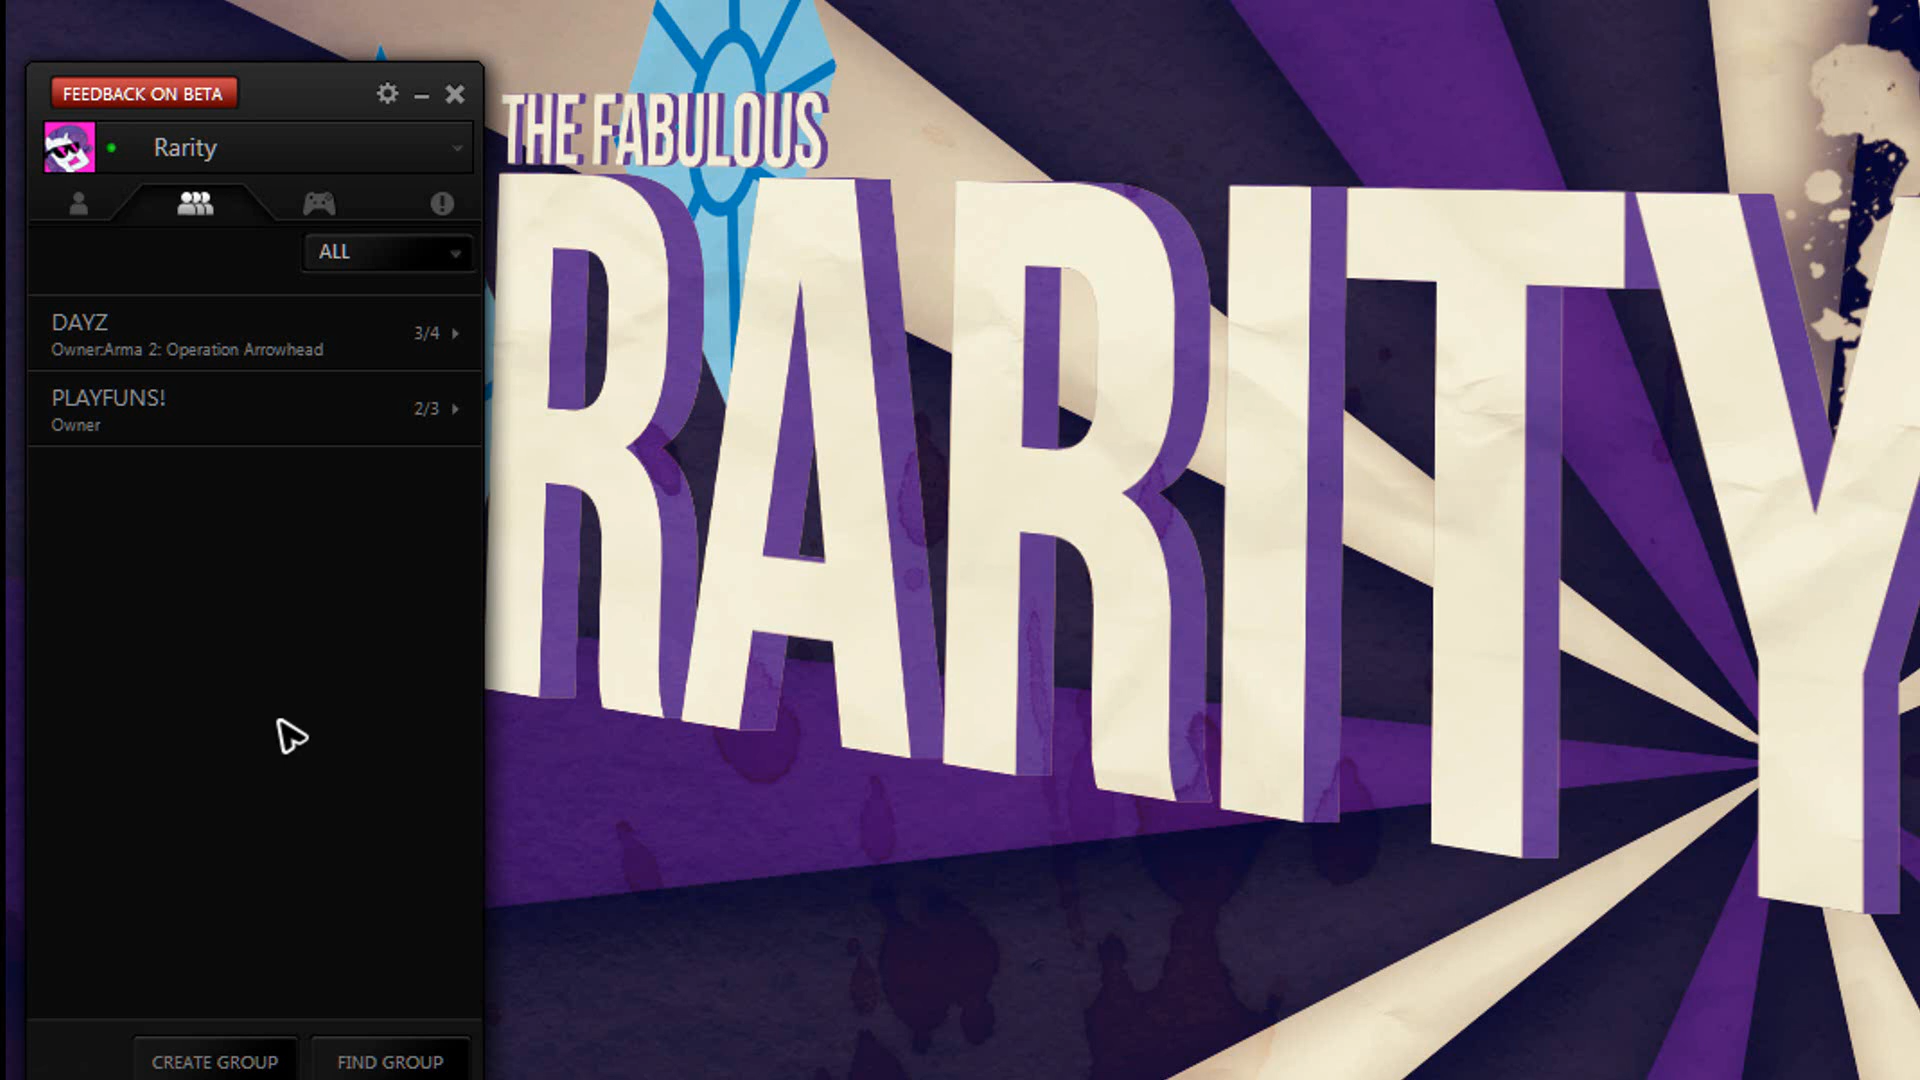 FEEDBACK ON BETA
Rarity
ALL
DAYZ
3/4
Owner:Arma 2: Operation Arrowhead
PLAYFUNS!
2/3
Owner
CREATE GROUP
FIND GROUP
THE FABULOUS
RARITY